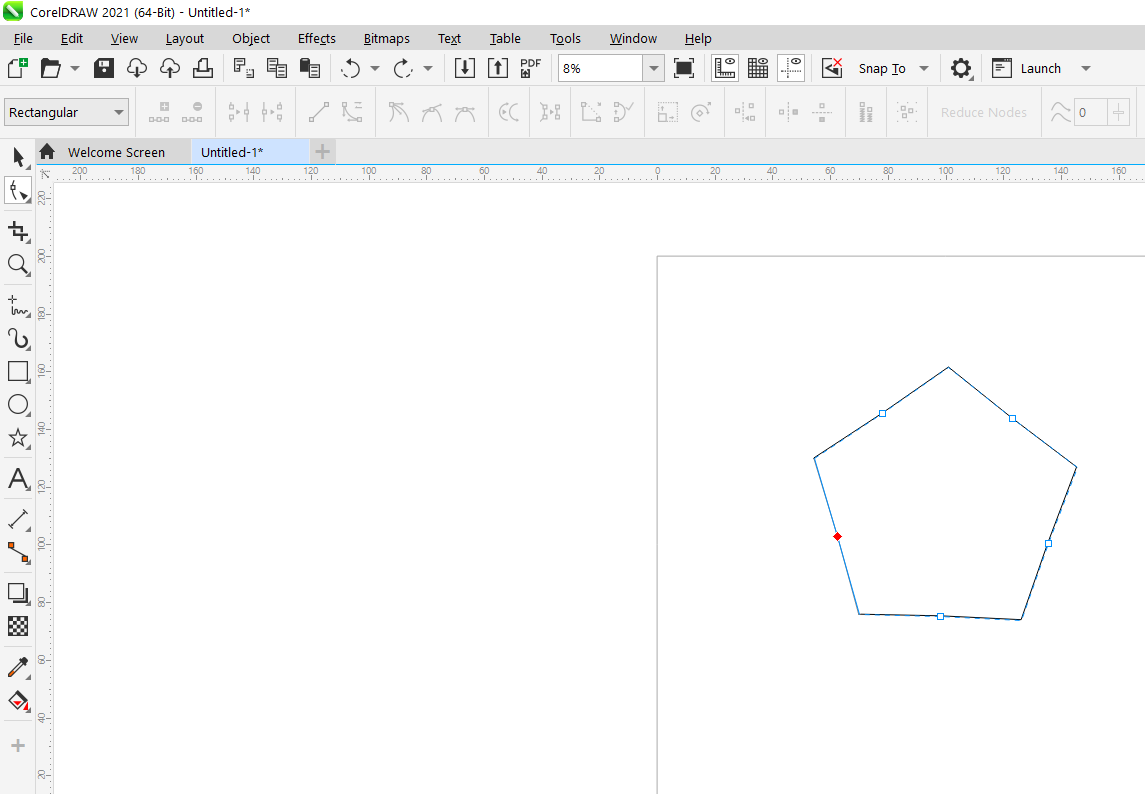 CorelDRAW 2021 (64-Bit) - Untitled-1*
File Edit View Layout Object Effects Bitmaps Text Table Tools Window Help
PDF 8% Snap To Launch
Rectangular Reduce Nodes 0
Welcome Screen Untitled-1*
200 180 160 140 120 100 80 60 40 20 0 20 40 60 80 100 120 140 160
220
200
180
160
140
120
100
80
60
40
20